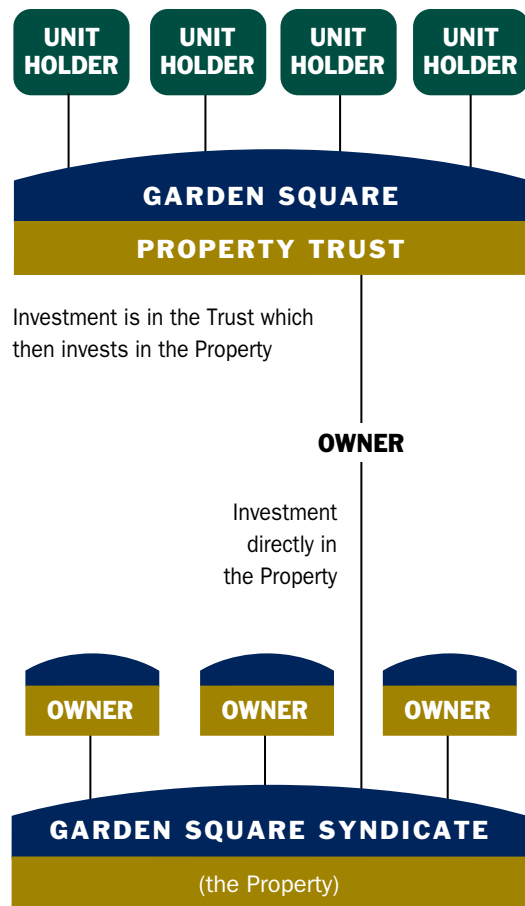 UNIT
HOLDER
UNIT
HOLDER
UNIT
HOLDER
UNIT
HOLDER
GARDEN SQUARE
PROPERTY TRUST
Investment is in the Trust which
then invests in the Property
OWNER
Investment
directly in
the Property
OWNER
OWNER
OWNER
GARDEN SQUARE SYNDICATE
(the Property)